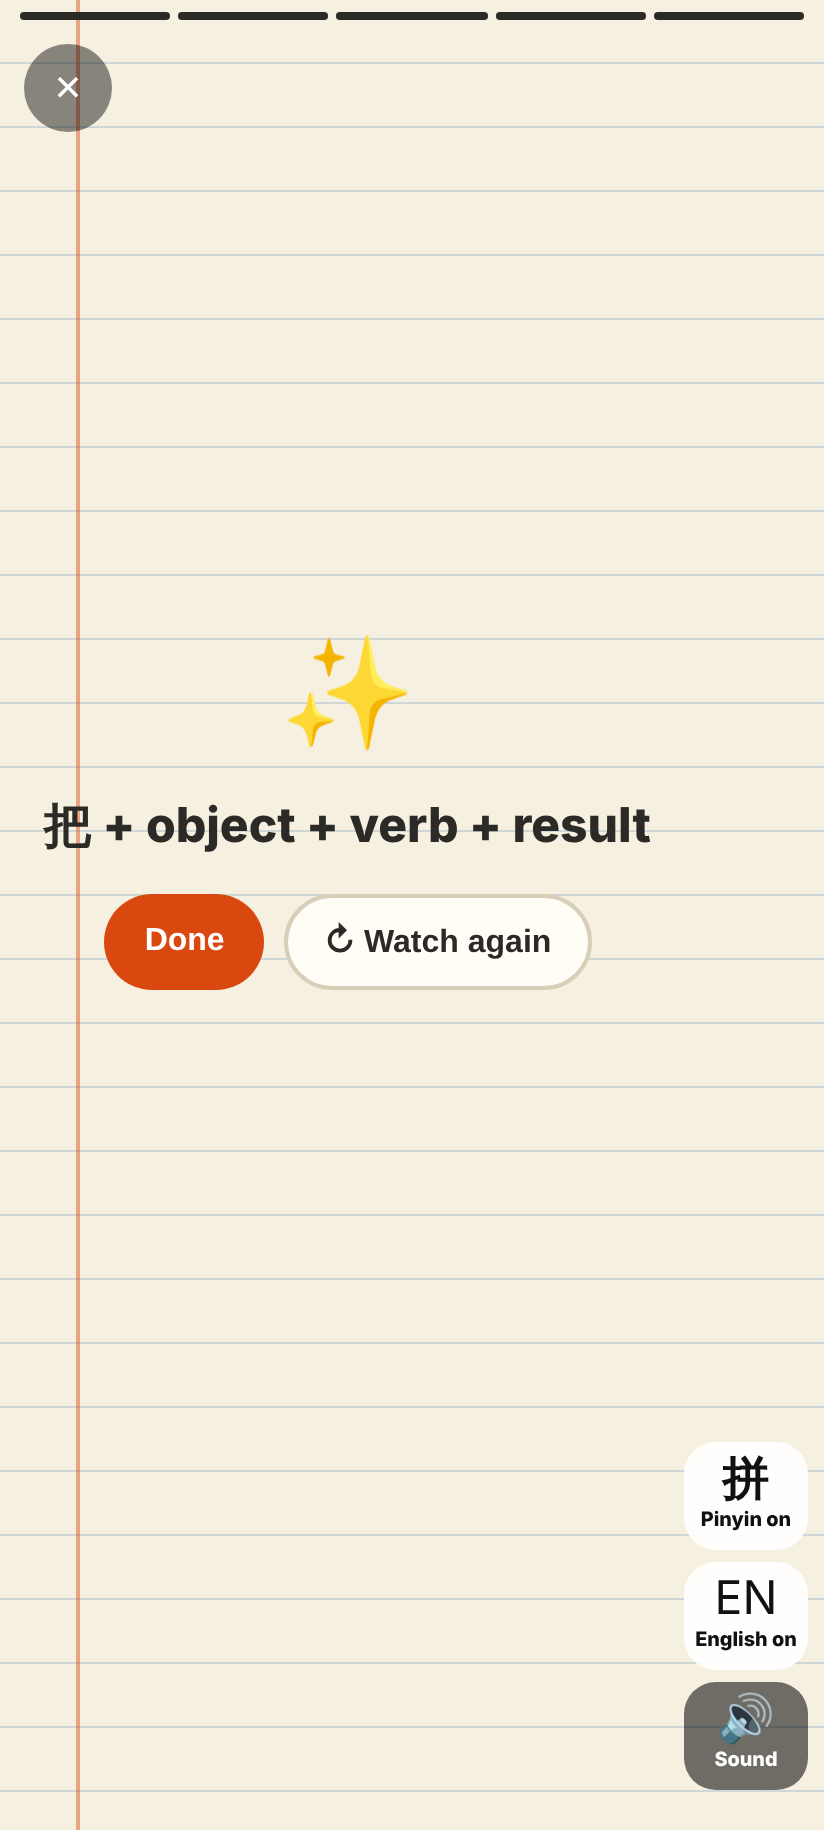 ×
把 + object + verb + result
Done
↻ Watch again
拼
Pinyin on
EN
English on
Sound